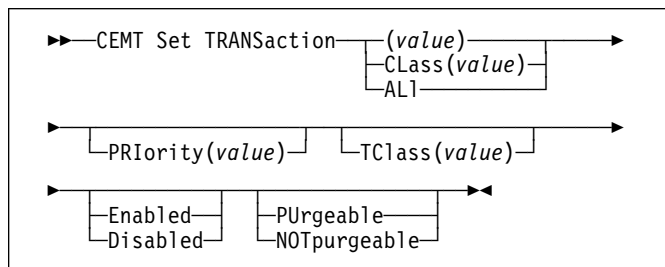 CEMT Set TRANSaction (value)
CLass(value)
ALl
PRIority(value) TClass(value)
Enabled PUrgeable
Disabled NOTpurgeable